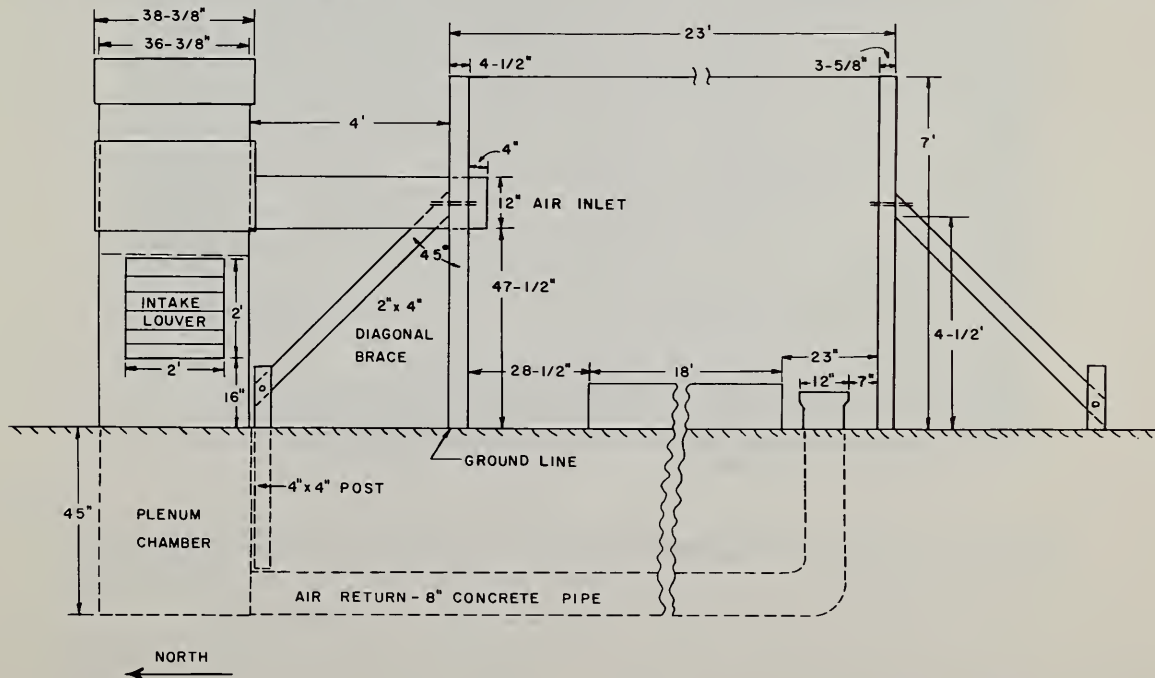 38-3/8"
36-3/8"
23'
4-1/2"
3-5/8"
4'
7'
4"
12" AIR INLET
45°
47-1/2"
INTAKE
LOUVER
2'
2'
16"
2"x 4"
DIAGONAL
BRACE
4-1/2'
28-1/2"
18'
23"
12"
7"
GROUND LINE
4"x 4" POST
45"
PLENUM
CHAMBER
AIR RETURN - 8" CONCRETE PIPE
NORTH